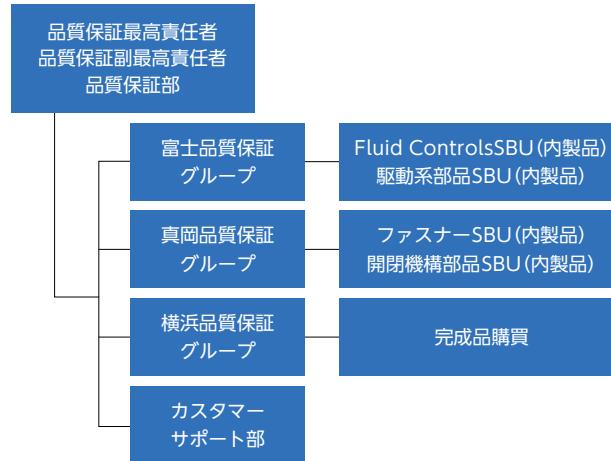 品質保証最高責任者
品質保証副最高責任者
品質保証部
富士品質保証
グループ
Fluid ControlsSBU(内製品)
駆動系部品SBU(内製品)
真岡品質保証
グループ
ファスナーSBU(内製品)
開閉機構部品SBU(内製品)
横浜品質保証
グループ
完成品購買
カスタマー
サポート部